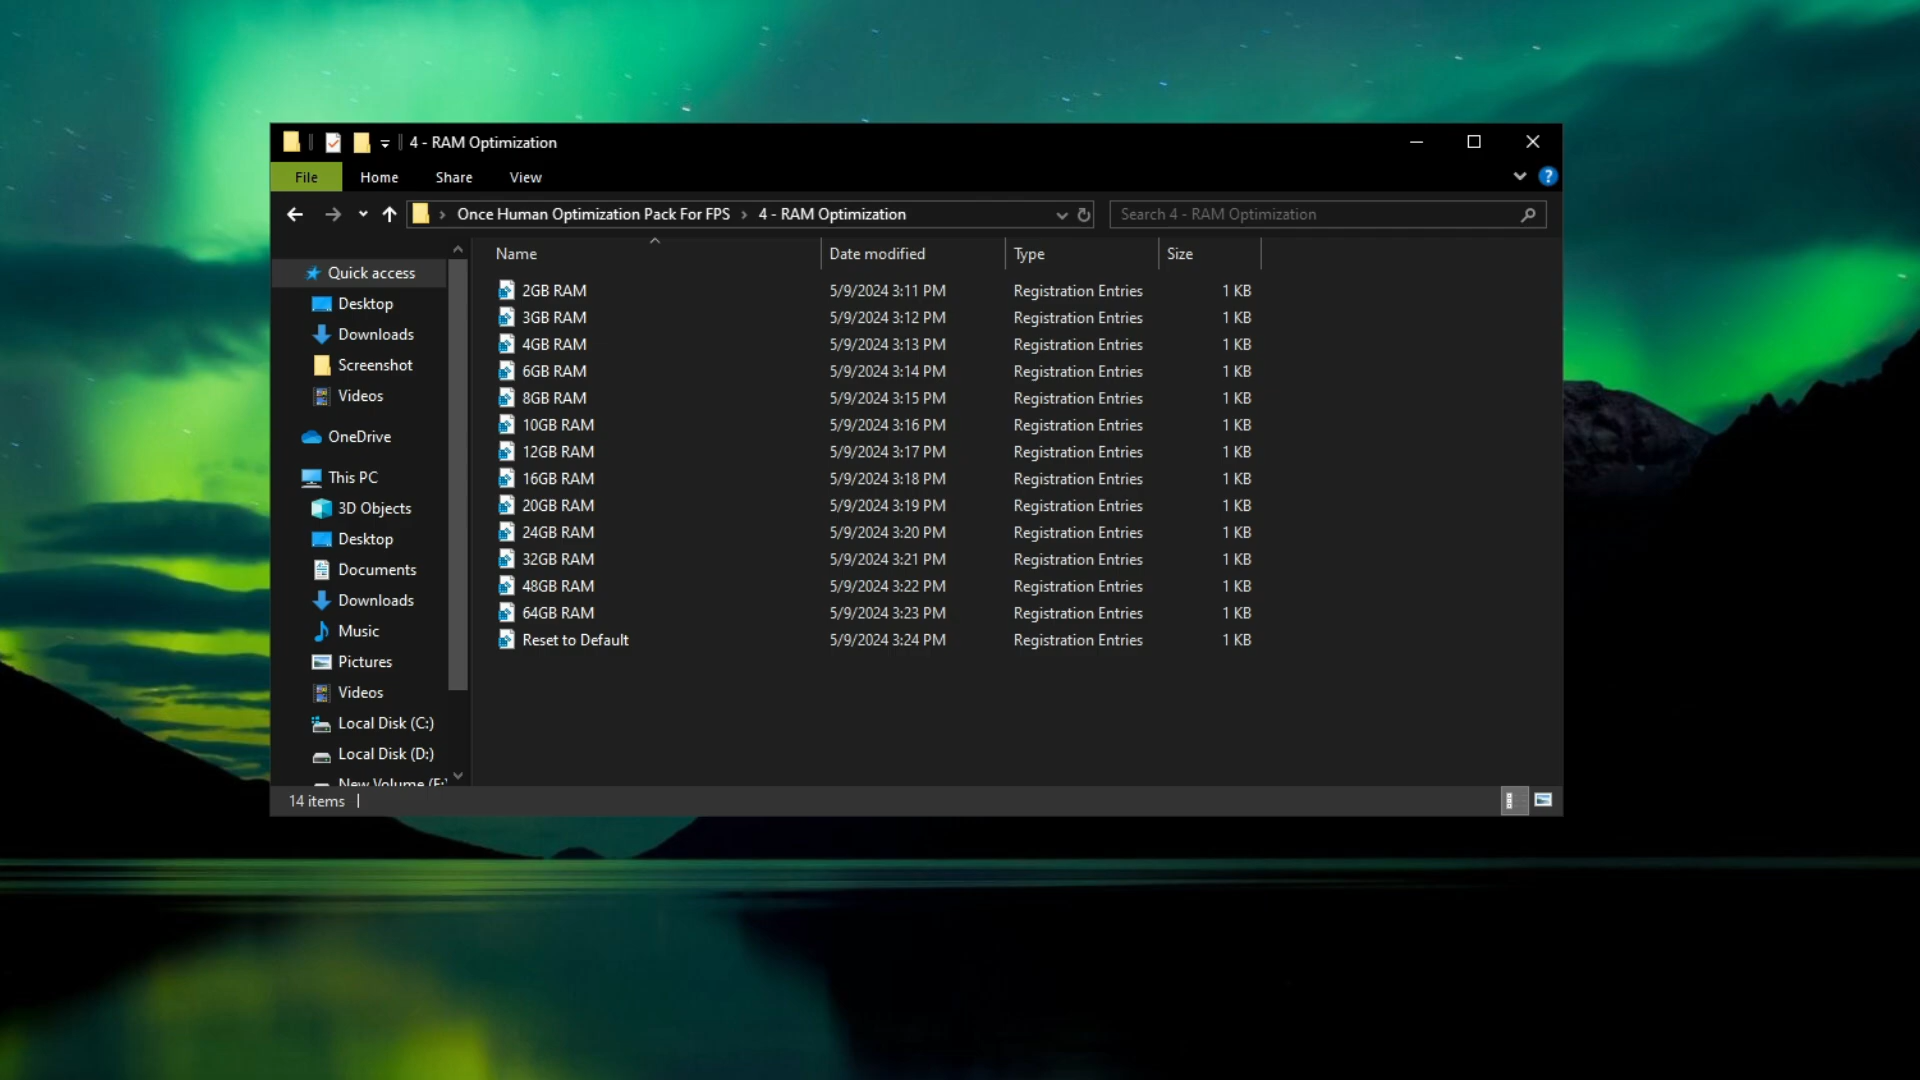 4 - RAM Optimization
File Home Share View
Once Human Optimization Pack For FPS 4 - RAM Optimization Search 4 - RAM Optimization
Name Date modified Type Size
Quick access
Desktop
Downloads
Screenshot
Videos
OneDrive
This PC
3D Objects
Desktop
Documents
Downloads
Music
Pictures
Videos
Local Disk (C:)
Local Disk (D:)
New Volume (E:
2GB RAM 5/9/2024 3:11 PM Registration Entries 1 KB
3GB RAM 5/9/2024 3:12 PM Registration Entries 1 KB
4GB RAM 5/9/2024 3:13 PM Registration Entries 1 KB
6GB RAM 5/9/2024 3:14 PM Registration Entries 1 KB
8GB RAM 5/9/2024 3:15 PM Registration Entries 1 KB
10GB RAM 5/9/2024 3:16 PM Registration Entries 1 KB
12GB RAM 5/9/2024 3:17 PM Registration Entries 1 KB
16GB RAM 5/9/2024 3:18 PM Registration Entries 1 KB
20GB RAM 5/9/2024 3:19 PM Registration Entries 1 KB
24GB RAM 5/9/2024 3:20 PM Registration Entries 1 KB
32GB RAM 5/9/2024 3:21 PM Registration Entries 1 KB
48GB RAM 5/9/2024 3:22 PM Registration Entries 1 KB
64GB RAM 5/9/2024 3:23 PM Registration Entries 1 KB
Reset to Default 5/9/2024 3:24 PM Registration Entries 1 KB
14 items